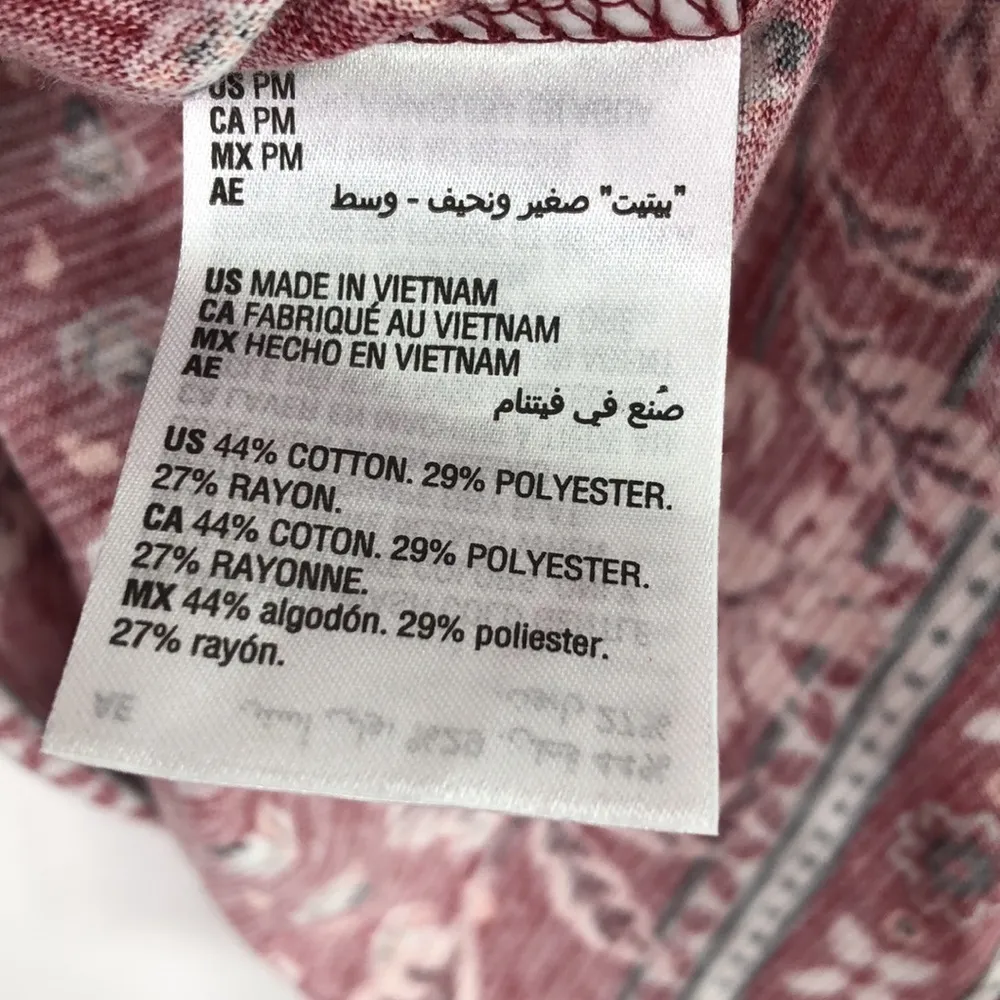 US PM
CA PM
MX PM
AE "بيتيت" صغير ونحيف - وسط
US MADE IN VIETNAM
CA FABRIQUÉ AU VIETNAM
MX HECHO EN VIETNAM
AE
صُنع في فيتنام
US 44% COTTON. 29% POLYESTER.
27% RAYON.
CA 44% COTON. 29% POLYESTER.
27% RAYONNE.
MX 44% algodón. 29% poliester.
27% rayón.